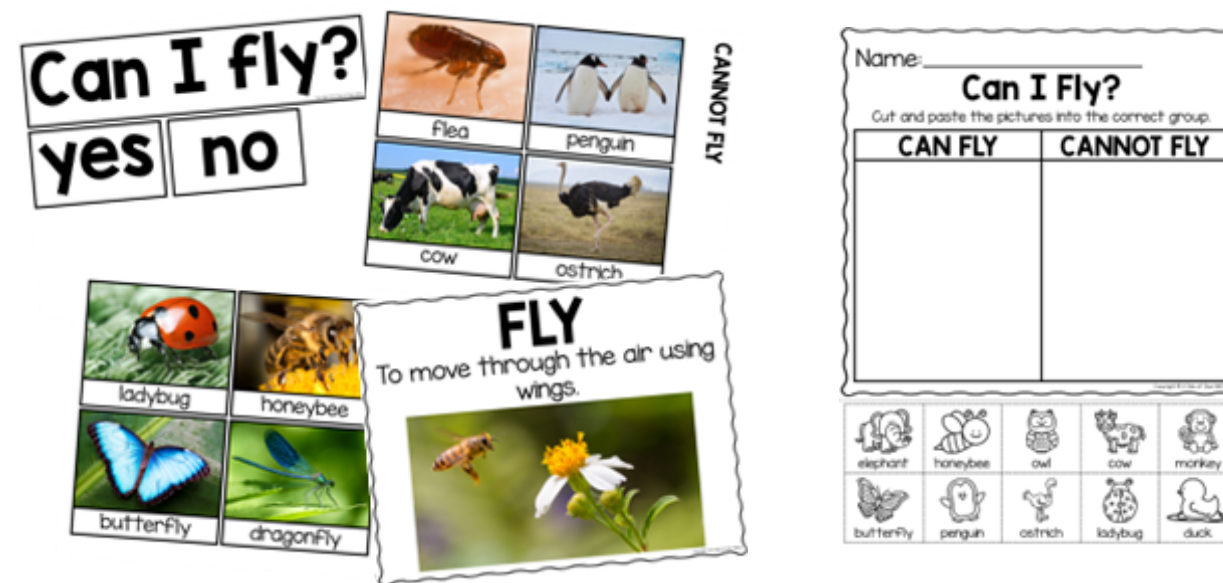 Can I fly?
yes
no
flea
penguin
cow
ostrich
CANNOT FLY
ladybug
honeybee
butterfly
dragonfly
FLY
To move through the air using
wings.
Name:
Can I Fly?
Cut and paste the pictures into the correct group.
CAN FLY
CANNOT FLY
elephant
honeybee
owl
cow
monkey
butterfly
penguin
ostrich
ladybug
duck